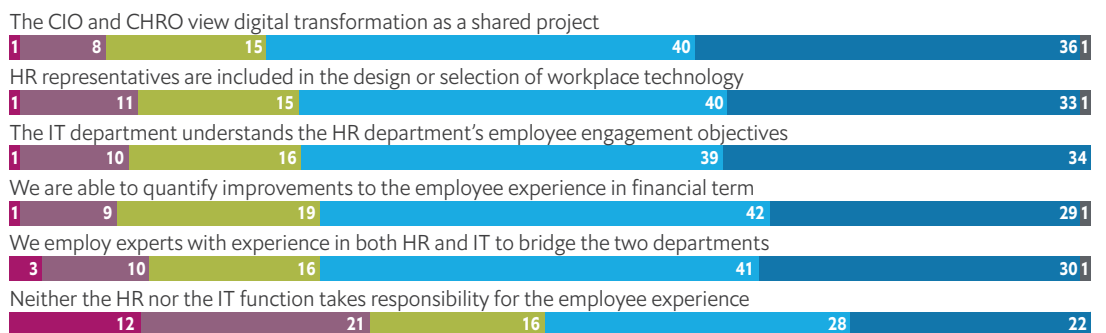 The CIO and CHRO view digital transformation as a shared project
1 8 15 40 36 1
HR representatives are included in the design or selection of workplace technology
1 11 15 40 33 1
The IT department understands the HR department’s employee engagement objectives
1 10 16 39 34
We are able to quantify improvements to the employee experience in financial term
1 9 19 42 29 1
We employ experts with experience in both HR and IT to bridge the two departments
3 10 16 41 30 1
Neither the HR nor the IT function takes responsibility for the employee experience
12 21 16 28 22